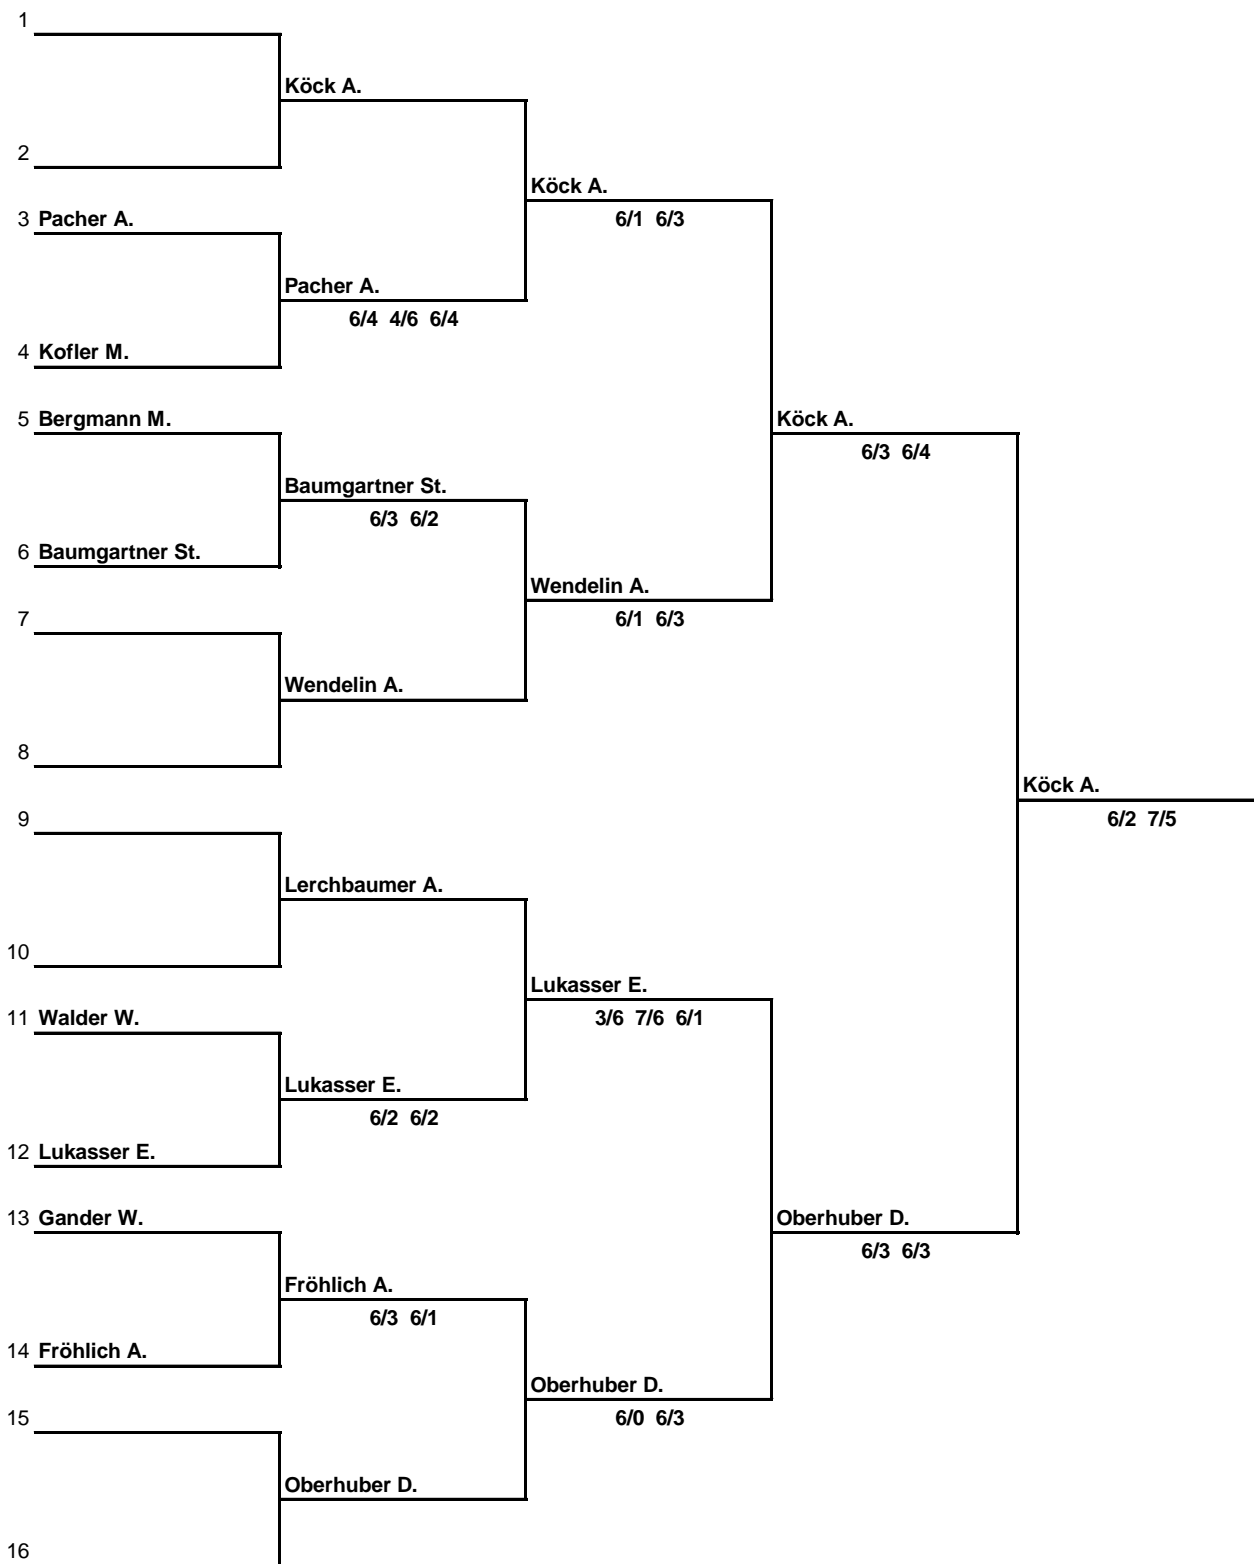 1
Köck A.
2
Köck A.
3 Pacher A.
6/1 6/3
Pacher A.
6/4 4/6 6/4
4 Kofler M.
5 Bergmann M.
Köck A.
6/3 6/4
Baumgartner St.
6/3 6/2
6 Baumgartner St.
Wendelin A.
7
6/1 6/3
Wendelin A.
8
Köck A.
6/2 7/5
9
Lerchbaumer A.
10
Lukasser E.
11 Walder W.
3/6 7/6 6/1
Lukasser E.
6/2 6/2
12 Lukasser E.
13 Gander W.
Oberhuber D.
6/3 6/3
Fröhlich A.
6/3 6/1
14 Fröhlich A.
Oberhuber D.
15
6/0 6/3
Oberhuber D.
16